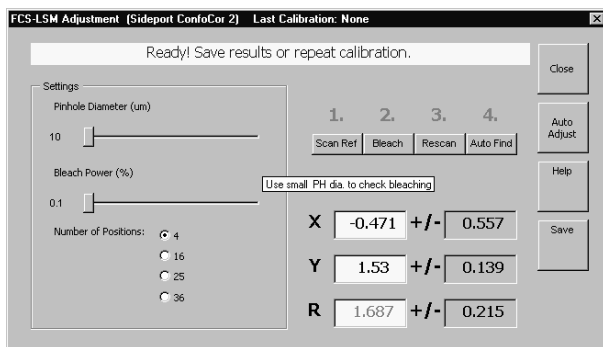 FCS-LSM Adjustment (Sideport ConfoCor 2) Last Calibration: None
Ready! Save results or repeat calibration.
Close
Settings
Pinhole Diameter (um)
10
1. 2. 3. 4.
Scan Ref Bleach Rescan Auto Find
Auto Adjust
Bleach Power (%)
0.1
Use small PH dia. to check bleaching
Help
Number of Positions:
4
16
25
36
X -0.471 +/- 0.557
Y 1.53 +/- 0.139
R 1.687 +/- 0.215
Save